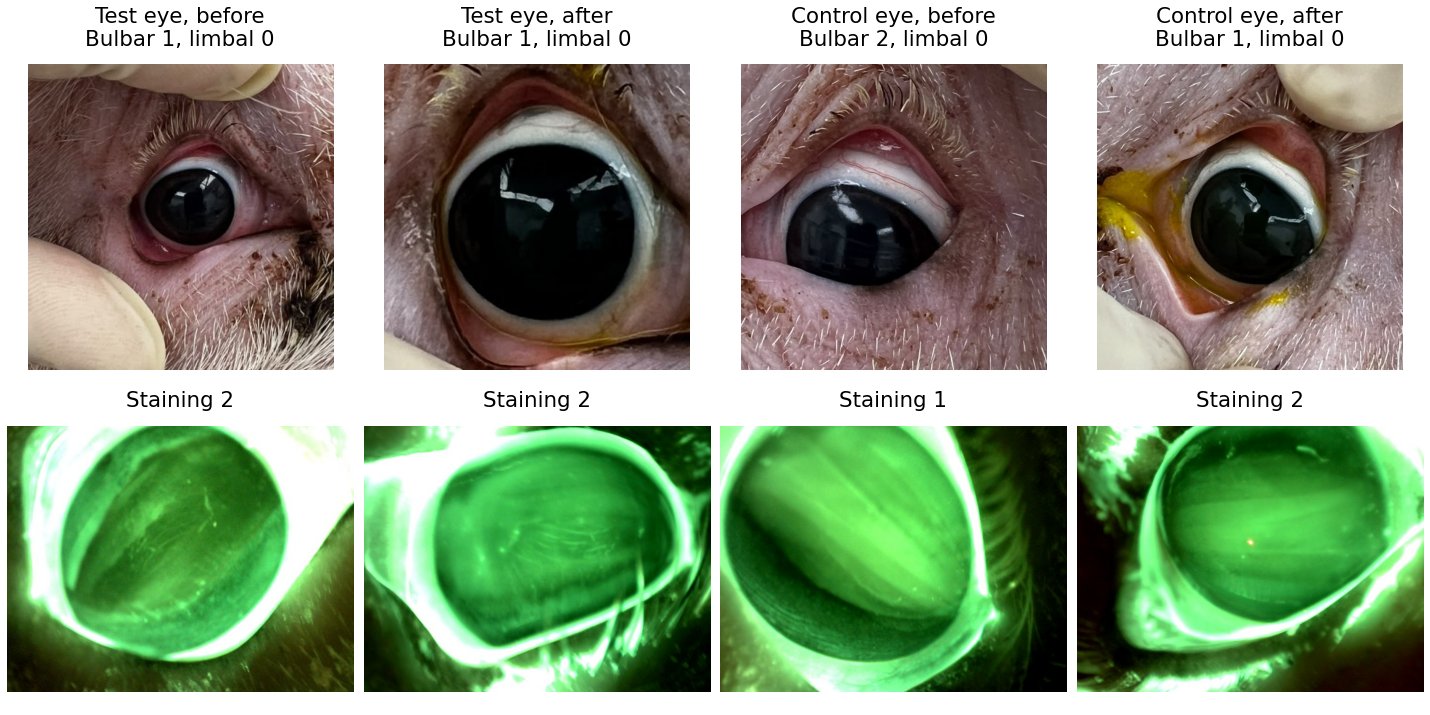 Test eye, before
Bulbar 1, limbal 0
Test eye, after
Bulbar 1, limbal 0
Control eye, before
Bulbar 2, limbal 0
Control eye, after
Bulbar 1, limbal 0
Staining 2
Staining 2
Staining 1
Staining 2